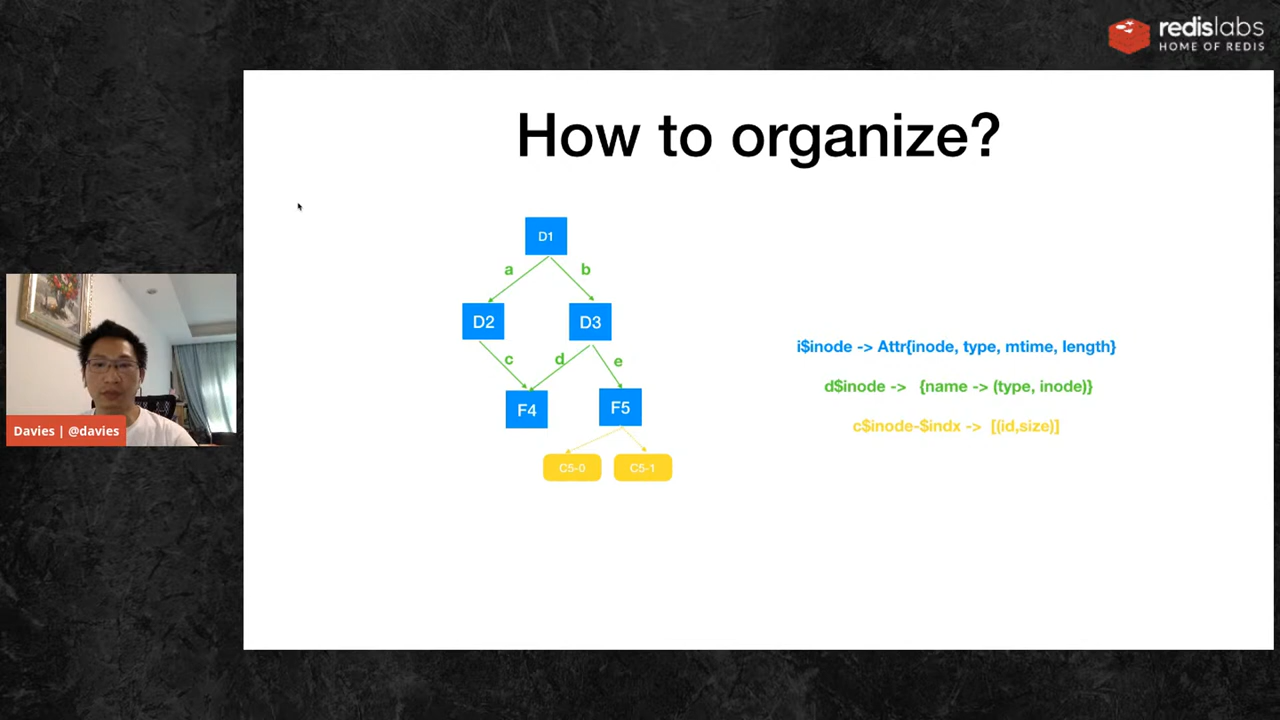 redislabs
HOME OF REDIS
How to organize?
D1
a b
D2 D3
c d e
F4 F5
C5-0 C5-1
i$inode -> Attr{inode, type, mtime, length}
d$inode -> {name -> (type, inode)}
c$inode-$indx -> [(id,size)]
Davies | @davies